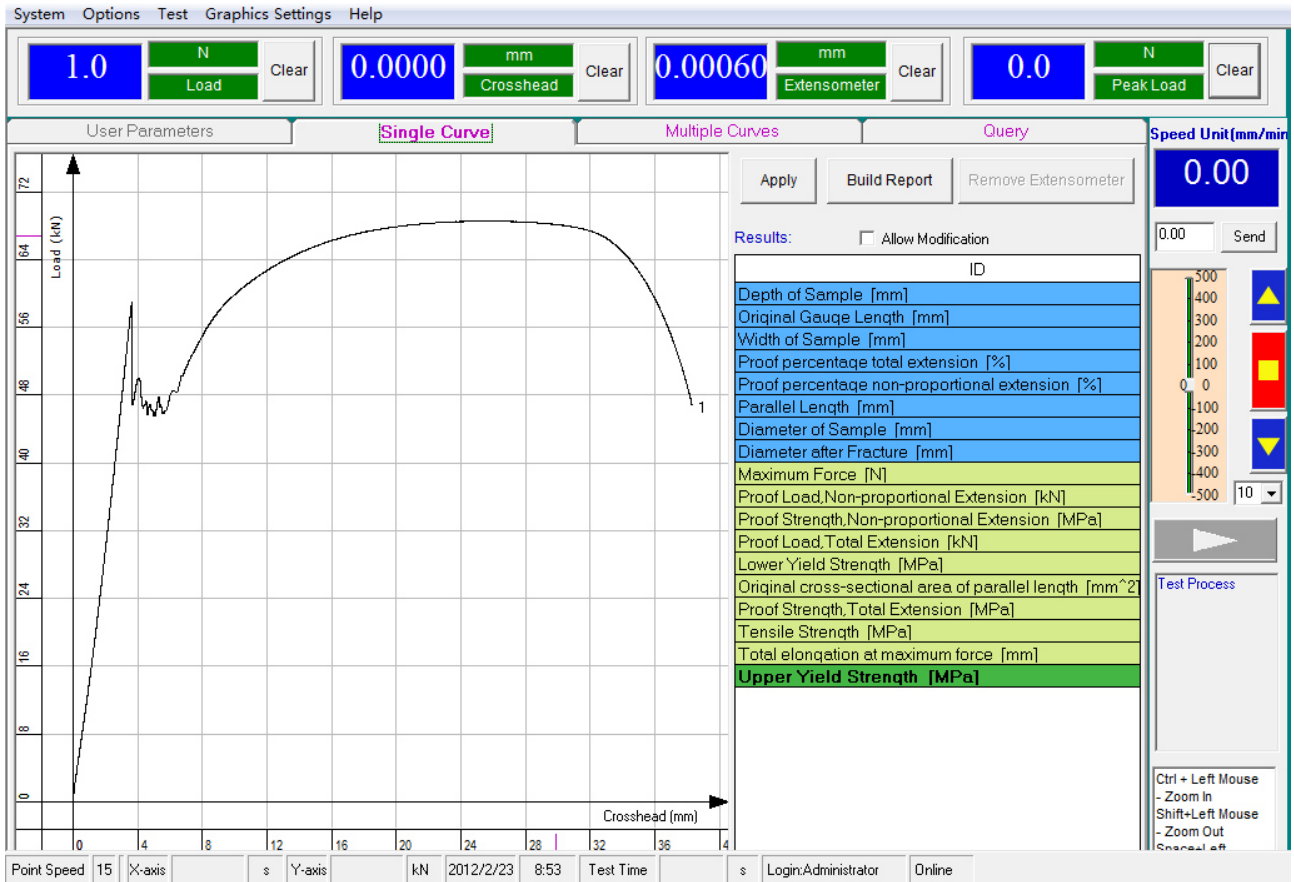 System Options Test Graphics Settings Help
1.0 N Load Clear
0.0000 mm Crosshead Clear
0.00060 mm Extensometer Clear
0.0 N Peak Load Clear
User Parameters Single Curve Multiple Curves Query
Speed Unit(mm/min
0.00
0.00 Send
500
400
300
200
100
0 0
-100
-200
-300
-400
-500
10
Test Process
Ctrl + Left Mouse
- Zoom In
Shift+Left Mouse
- Zoom Out
Space+Left
Apply Build Report Remove Extensometer
Results: Allow Modification
ID
Depth of Sample [mm]
Original Gauge Length [mm]
Width of Sample [mm]
Proof percentage total extension [%]
Proof percentage non-proportional extension [%]
Parallel Length [mm]
Diameter of Sample [mm]
Diameter after Fracture [mm]
Maximum Force [N]
Proof Load,Non-proportional Extension [kN]
Proof Strength,Non-proportional Extension [MPa]
Proof Load,Total Extension [kN]
Lower Yield Strength [MPa]
Original cross-sectional area of parallel length [mm^2]
Proof Strength,Total Extension [MPa]
Tensile Strength [MPa]
Total elongation at maximum force [mm]
Upper Yield Strength [MPa]
72
64
56
48
40
32
24
16
8
0
Load (kN)
1
Crosshead (mm)
0 4 8 12 16 20 24 28 32 36 4
Point Speed 15 X-axis s Y-axis kN 2012/2/23 8:53 Test Time s Login:Administrator Online